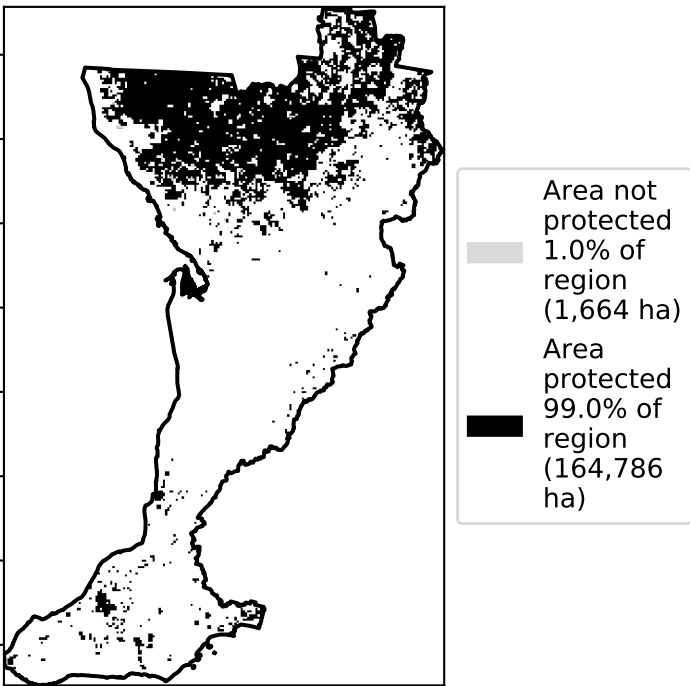 Area not
protected
1.0% of
region
(1,664 ha)
Area
protected
99.0% of
region
(164,786
ha)